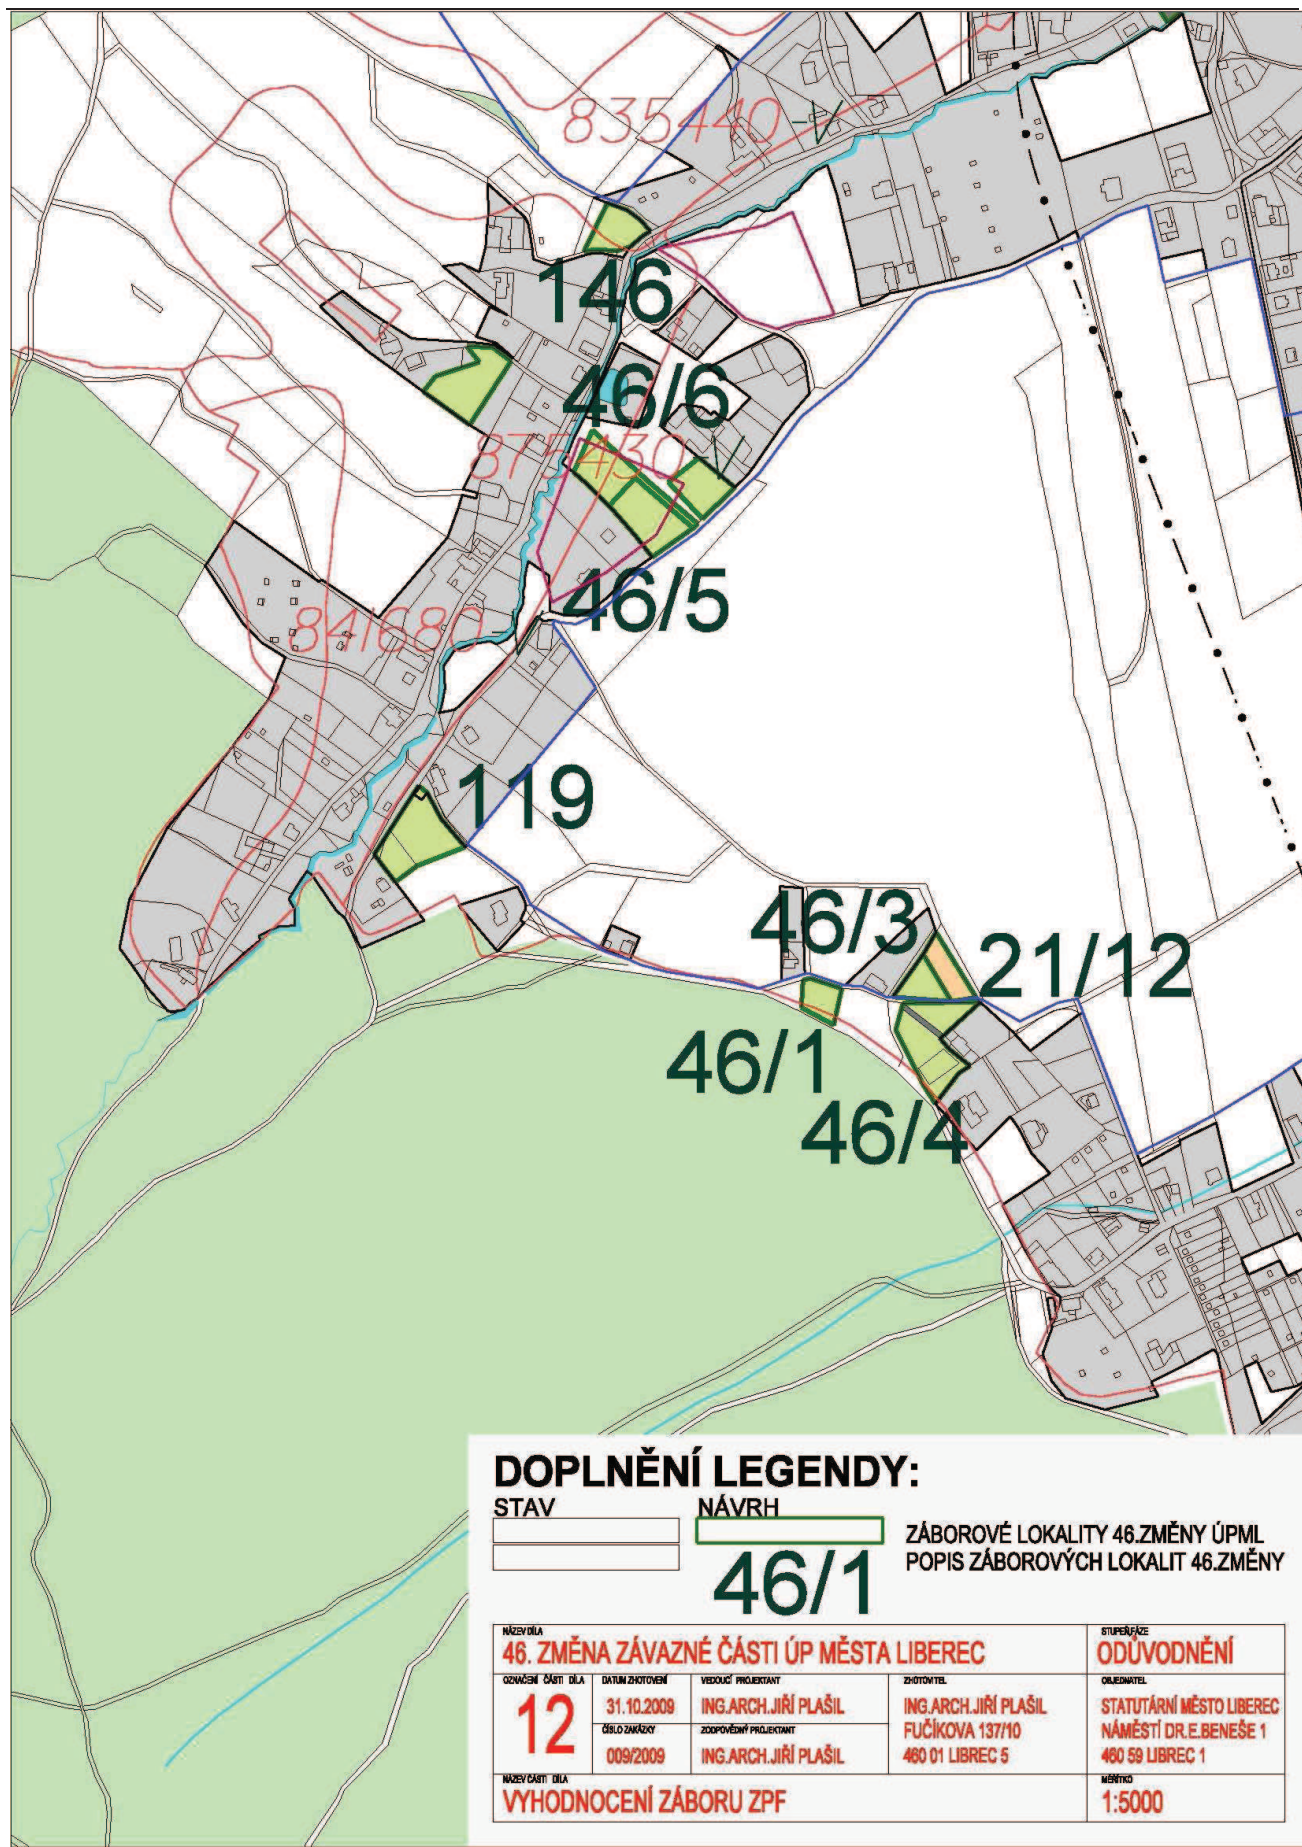 835440-V
146
46/6
875430-V
46/5
841680-V
119
46/3
21/12
46/1
46/4
DOPLNĚNÍ LEGENDY:
STAV NÁVRH
ZÁBOROVÉ LOKALITY 46.ZMĚNY ÚPML
POPIS ZÁBOROVÝCH LOKALIT 46.ZMĚNY
46/1
NÁZEV DÍLA
46. ZMĚNA ZÁVAZNÉ ČÁSTI ÚP MĚSTA LIBEREC
STUPEŇ/FÁZE
ODŮVODNĚNÍ
OZNAČENÍ ČÁSTI DÍLA
12
DATUM ZHOTOVENÍ
31.10.2009
ČÍSLO ZAKÁZKY
009/2009
VEDOUCÍ PROJEKTANT
ING.ARCH.JIŘÍ PLAŠIL
ZODPOVĚDNÝ PROJEKTANT
ING.ARCH.JIŘÍ PLAŠIL
ZHOTOVITEL
ING.ARCH.JIŘÍ PLAŠIL
FUČÍKOVA 137/10
460 01 LIBREC 5
OBJEDNATEL
STATUTÁRNÍ MĚSTO LIBEREC
NÁMĚSTÍ DR.E.BENEŠE 1
460 59 LIBREC 1
NÁZEV ČÁSTI DÍLA
VYHODNOCENÍ ZÁBORU ZPF
MĚŘÍTKO
1:5000